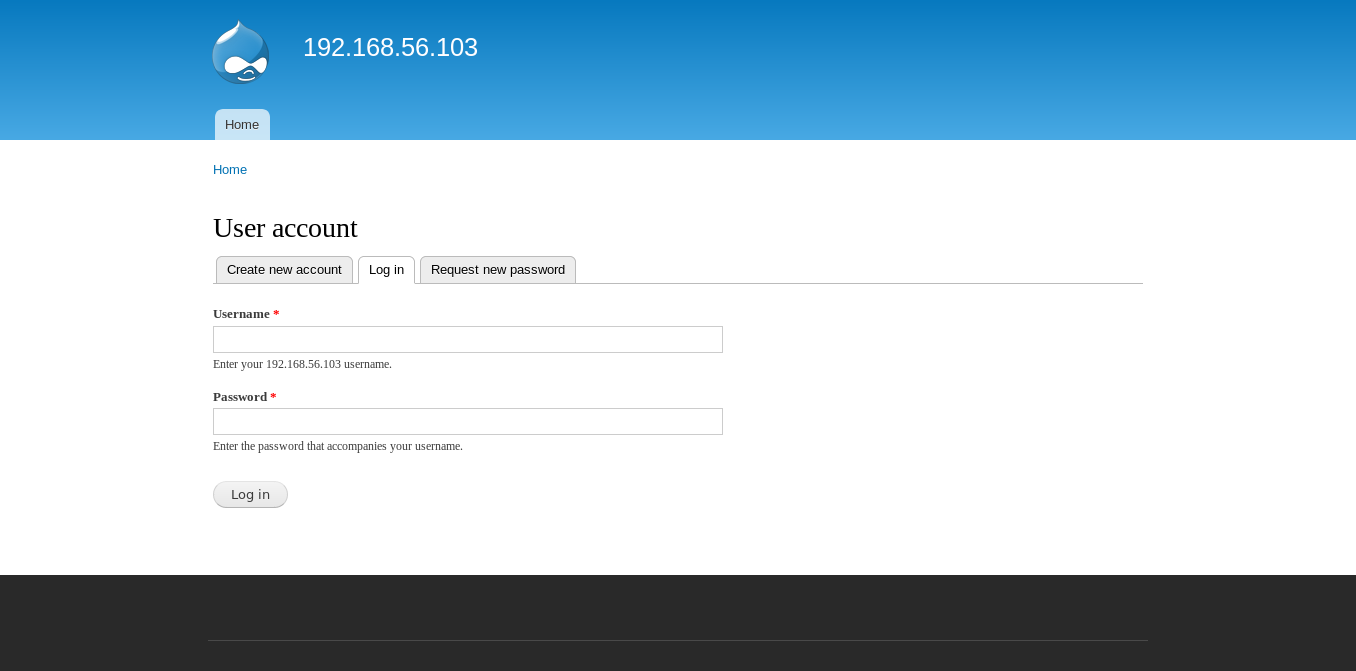 192.168.56.103
Home
Home
User account
Create new account Log in Request new password
Username *
Enter your 192.168.56.103 username.
Password *
Enter the password that accompanies your username.
Log in